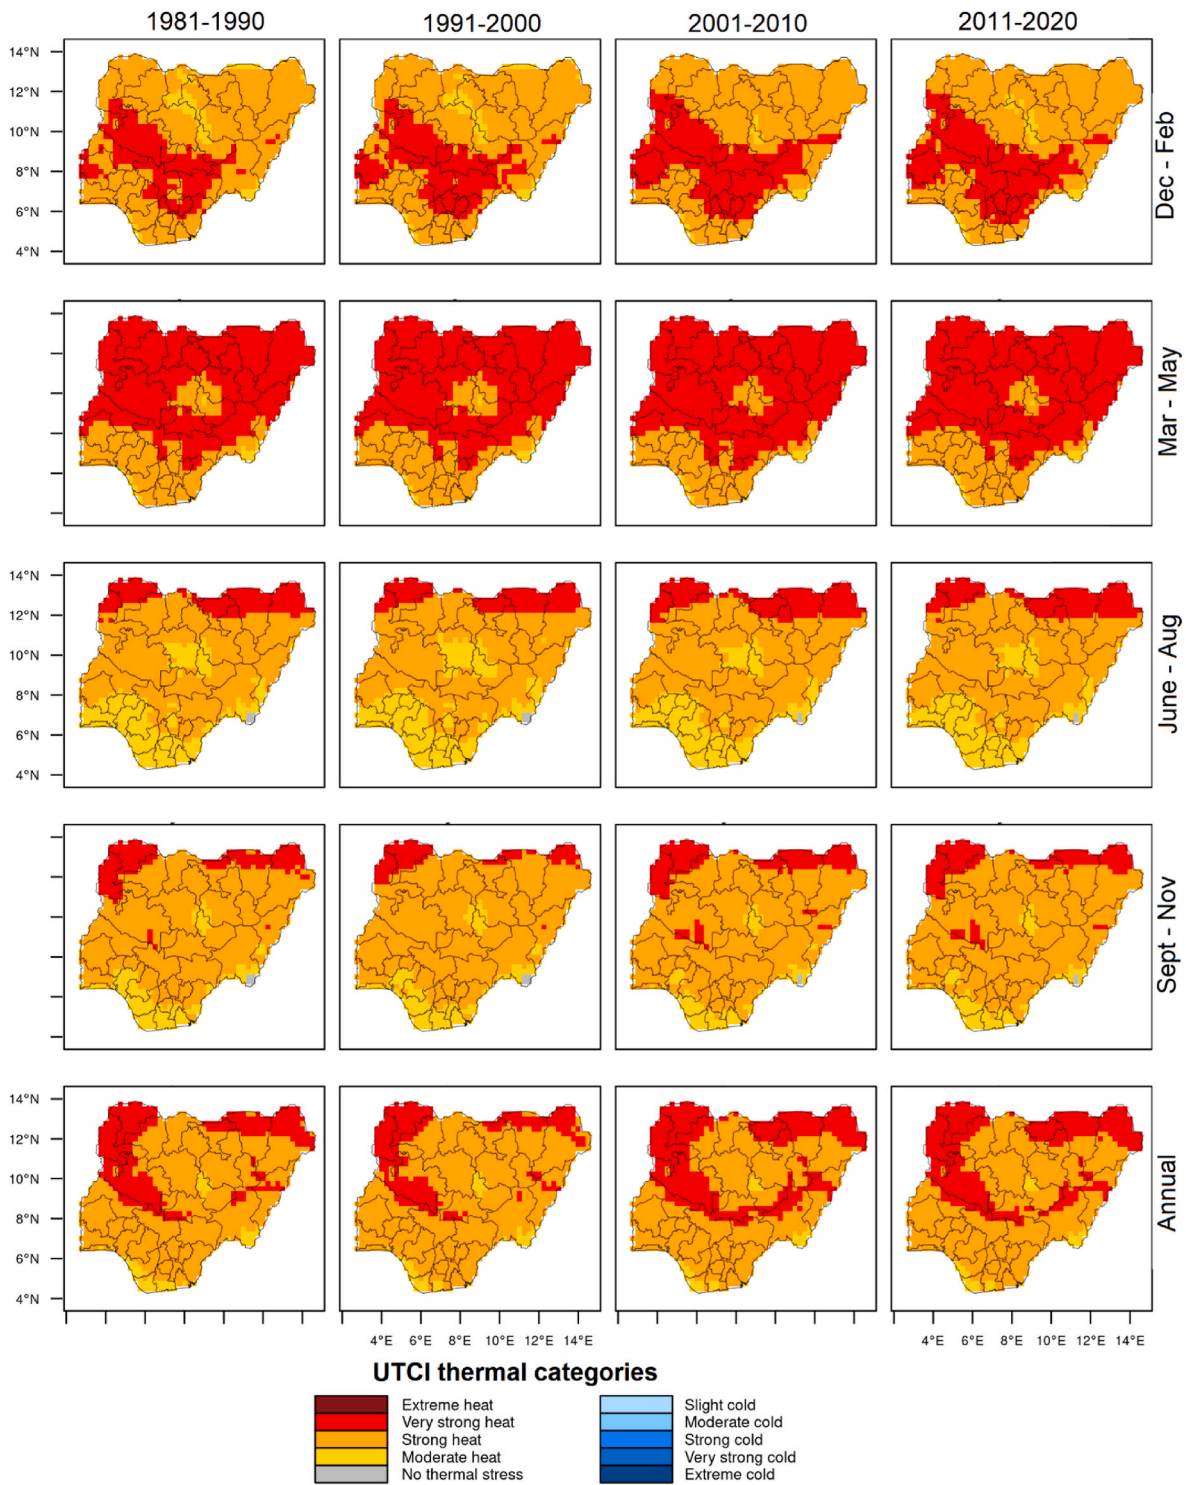 1981-1990 1991-2000 2001-2010 2011-2020
14°N
12°N
10°N
8°N
6°N
4°N
Dec - Feb
Mar - May
14°N
12°N
10°N
8°N
6°N
4°N
June - Aug
Sept - Nov
14°N
12°N
10°N
8°N
6°N
4°N
Annual
4°E 6°E 8°E 10°E 12°E 14°E 4°E 6°E 8°E 10°E 12°E 14°E
UTCI thermal categories
Extreme heat Slight cold
Very strong heat Moderate cold
Strong heat Strong cold
Moderate heat Very strong cold
No thermal stress Extreme cold